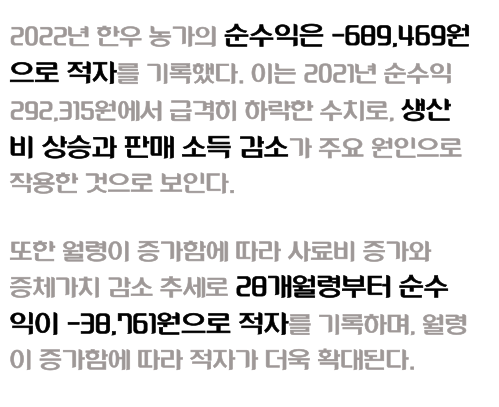 2022년 한우 농가의 순수익은 -689,469원
으로 적자를 기록했다. 이는 2021년 순수익
292,315원에서 급격히 하락한 수치로, 생산
비 상승과 판매 소득 감소가 주요 원인으로
작용한 것으로 보인다.
또한 월령이 증가함에 따라 사료비 증가와
증체가치 감소 추세로 28개월령부터 순수
익이 -38,761원으로 적자를 기록하며, 월령
이 증가함에 따라 적자가 더욱 확대된다.